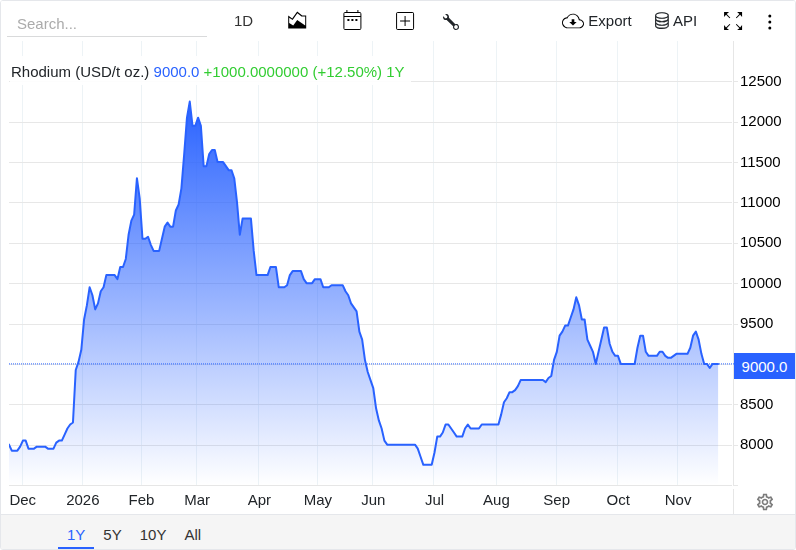 Search... 1D Export API
Rhodium (USD/t oz.) 9000.0 +1000.0000000 (+12.50%) 1Y
12500
12000
11500
11000
10500
10000
9500
9000.0
8500
8000
Dec 2026 Feb Mar Apr May Jun Jul Aug Sep Oct Nov
1Y 5Y 10Y All